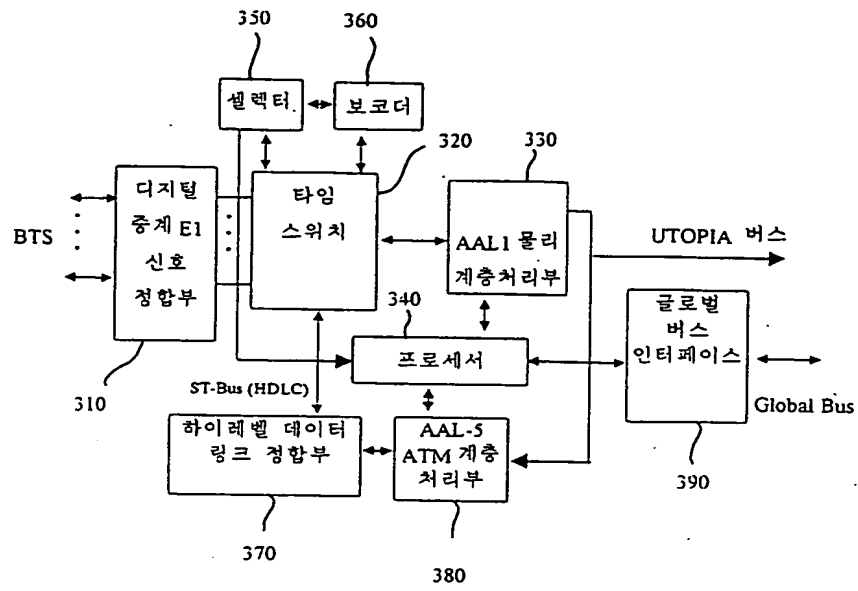 350
360
셀렉터
보코더
320
330
디지털
중계 E1
신호
정합부
타임
스위치
AAL1 물리
계층처리부
BTS
UTOPIA 버스
340
프로세서
글로벌
버스
인터페이스
310
ST-Bus (HDLC)
Global Bus
하이레벨 데이터
링크 정합부
AAL-5
ATM 계층
처리부
390
370
380